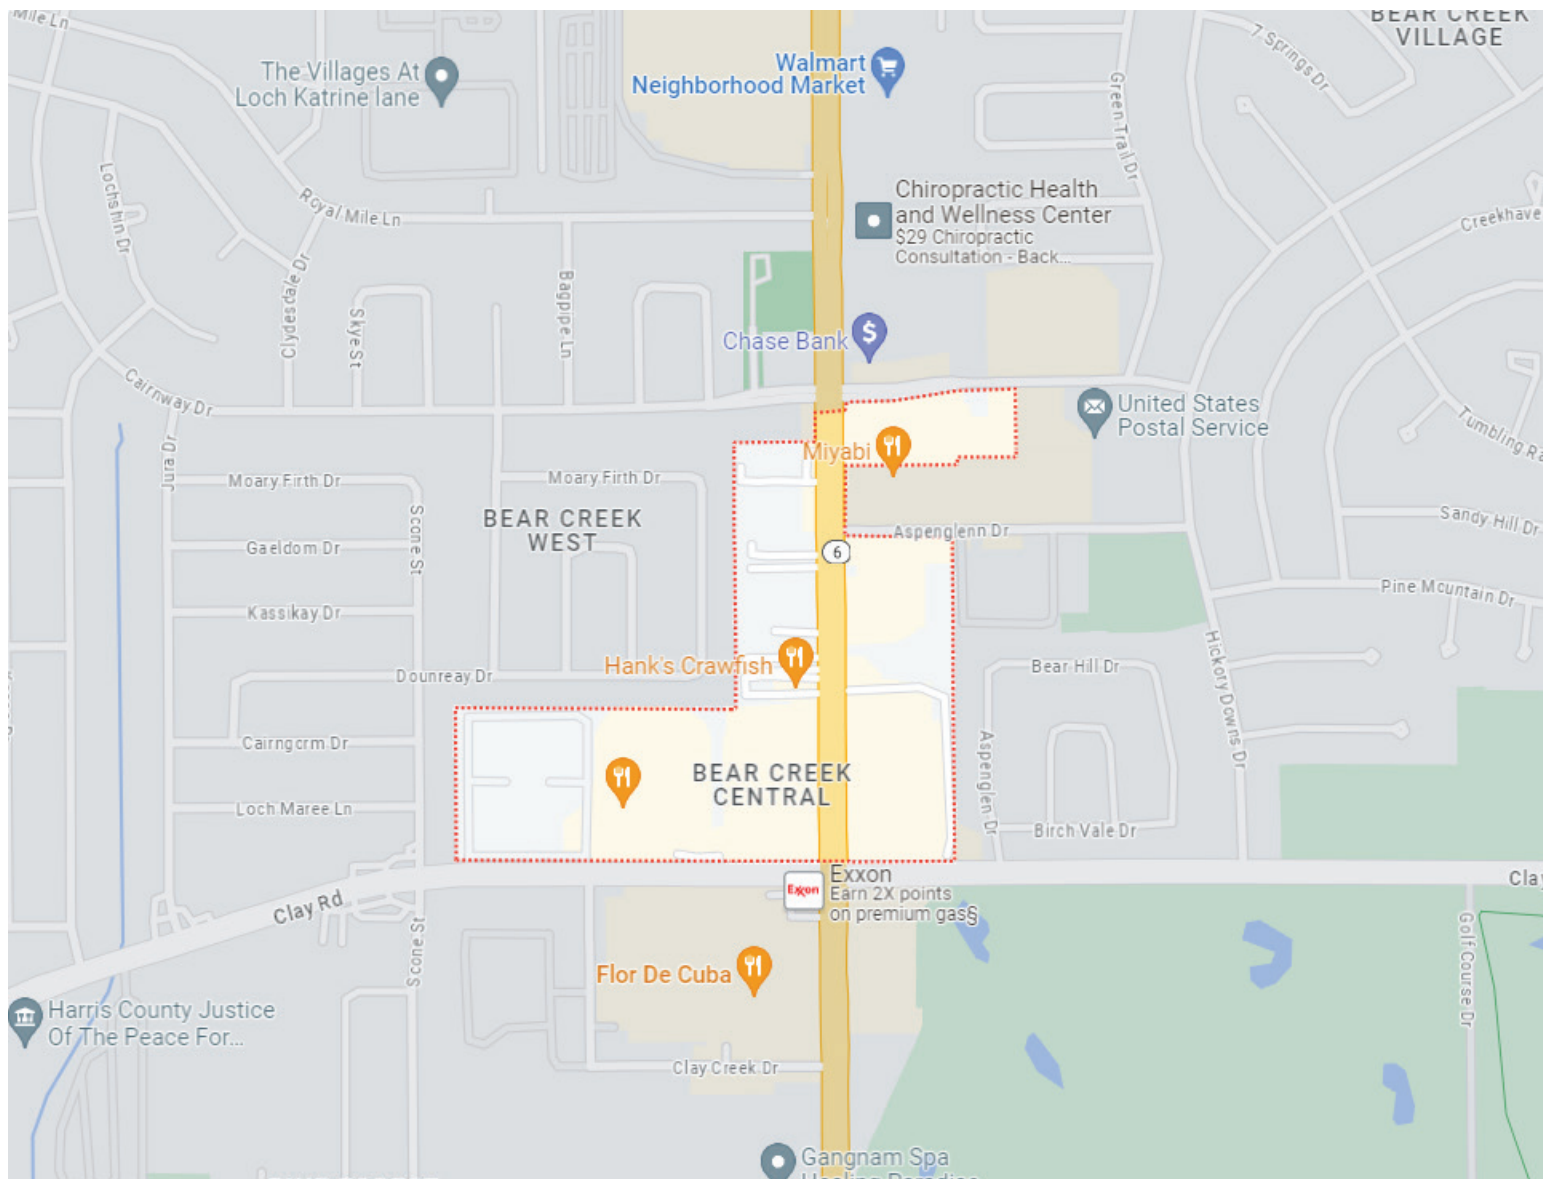 Mile Ln
BEAR CREEK
VILLAGE
7 Springs Dr
The Villages At
Loch Katrine lane
Walmart
Neighborhood Market
Green Trail Dr
Lochshin Dr
Royal Mile Ln
Chiropractic Health
and Wellness Center
$29 Chiropractic
Consultation - Back...
Creekhave
Clydesdale Dr
Skye St
Bagpipe Ln
Chase Bank
$
Cairnway Dr
United States
Postal Service
Tumbling Ra
Jura Dr
Miyabi
Moary Firth Dr
Moary Firth Dr
BEAR CREEK
WEST
Scone St
Sandy Hill Dr
Aspenglenn Dr
Gaeldom Dr
6
Pine Mountain Dr
Kassikay Dr
Hank's Crawfish
Dounreay Dr
Bear Hill Dr
Hickory Downs Dr
Cairngorm Dr
Aspenglen Dr
BEAR CREEK
CENTRAL
Loch Maree Ln
Birch Vale Dr
Exxon
Exxon
Earn 2X points
on premium gas§
Clay Rd
Cla
Scone St
Golf Course Dr
Flor De Cuba
Harris County Justice
Of The Peace For...
Clay Creek Dr
Gangnam Spa